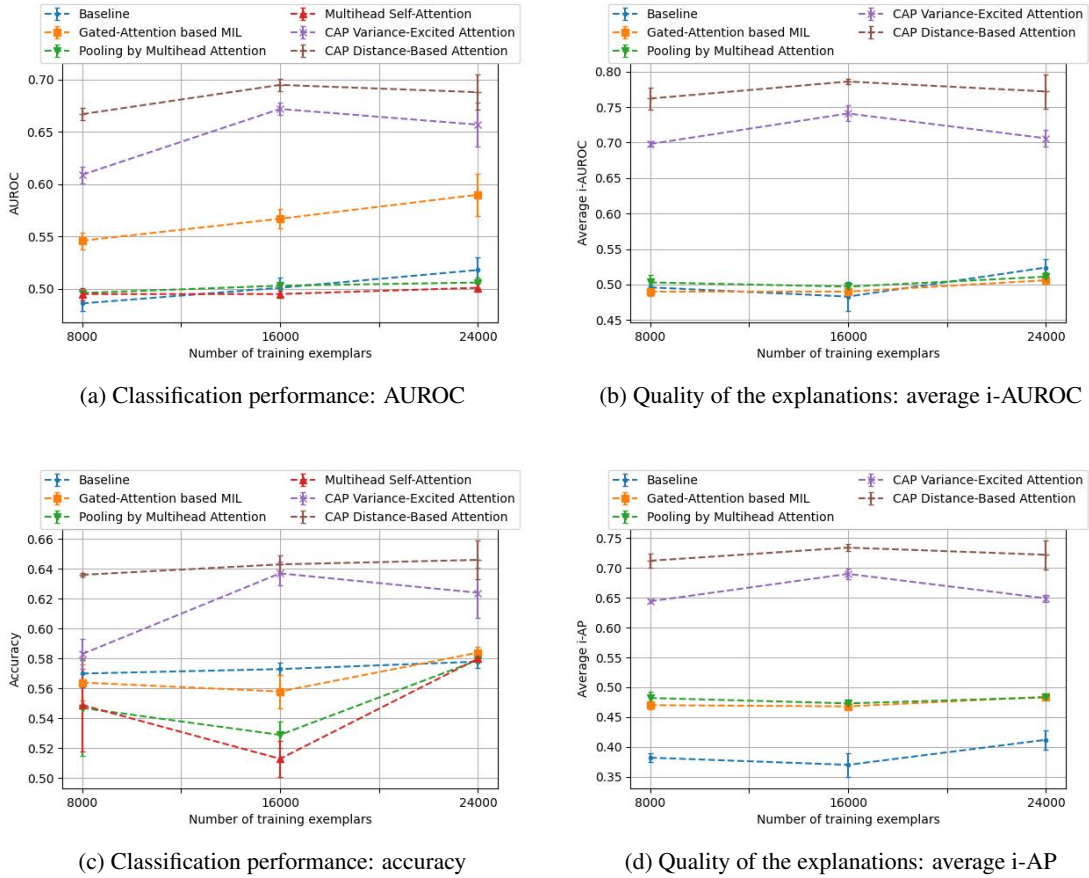 Baseline
Gated-Attention based MIL
Pooling by Multihead Attention
Multihead Self-Attention
CAP Variance-Excited Attention
CAP Distance-Based Attention
0.70
0.65
0.60
0.55
0.50
AUROC
8000
16000
24000
Number of training exemplars
(a) Classification performance: AUROC
Baseline
Gated-Attention based MIL
Pooling by Multihead Attention
CAP Variance-Excited Attention
CAP Distance-Based Attention
0.80
0.75
0.70
0.65
0.60
0.55
0.50
0.45
Average i-AUROC
8000
16000
24000
Number of training exemplars
(b) Quality of the explanations: average i-AUROC
Baseline
Gated-Attention based MIL
Pooling by Multihead Attention
Multihead Self-Attention
CAP Variance-Excited Attention
CAP Distance-Based Attention
0.66
0.64
0.62
0.60
0.58
0.56
0.54
0.52
0.50
Accuracy
8000
16000
24000
Number of training exemplars
(c) Classification performance: accuracy
Baseline
Gated-Attention based MIL
Pooling by Multihead Attention
CAP Variance-Excited Attention
CAP Distance-Based Attention
0.75
0.70
0.65
0.60
0.55
0.50
0.45
0.40
0.35
Average i-AP
8000
16000
24000
Number of training exemplars
(d) Quality of the explanations: average i-AP